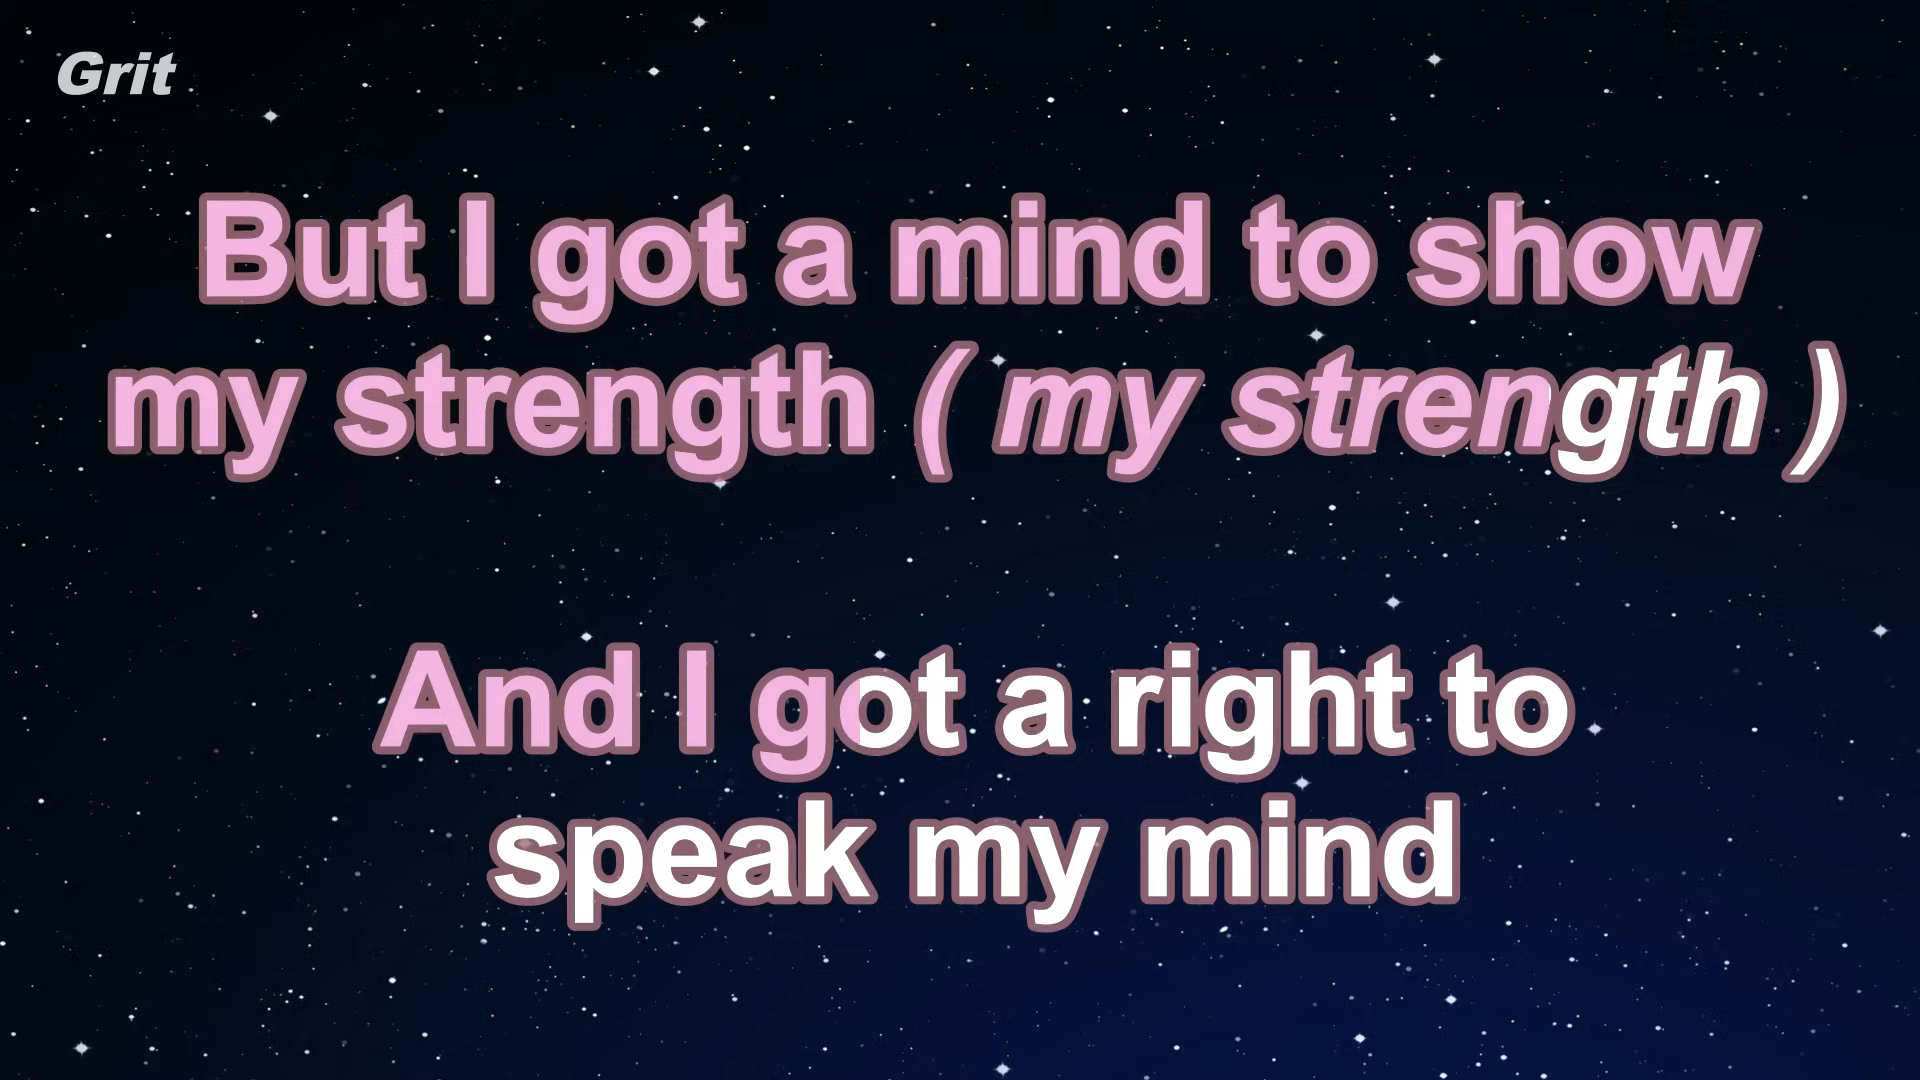 Grit
But I got a mind to show
my strength ( my strength )
And I got a right to
speak my mind